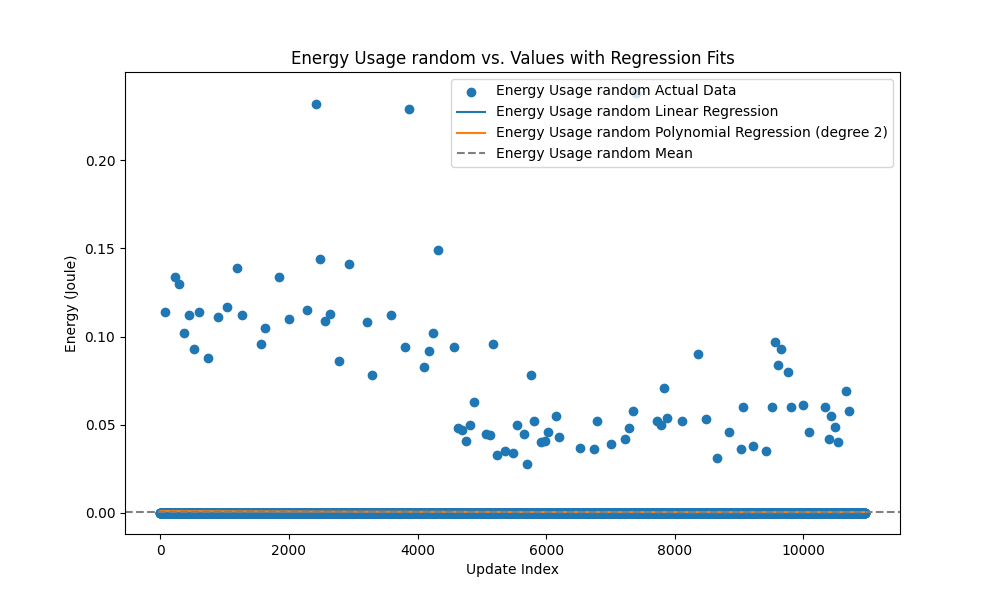 Energy Usage random vs. Values with Regression Fits
Energy Usage random Actual Data
Energy Usage random Linear Regression
Energy Usage random Polynomial Regression (degree 2)
Energy Usage random Mean
Energy (Joule)
0.20
0.15
0.10
0.05
0.00
0 2000 4000 6000 8000 10000
Update Index